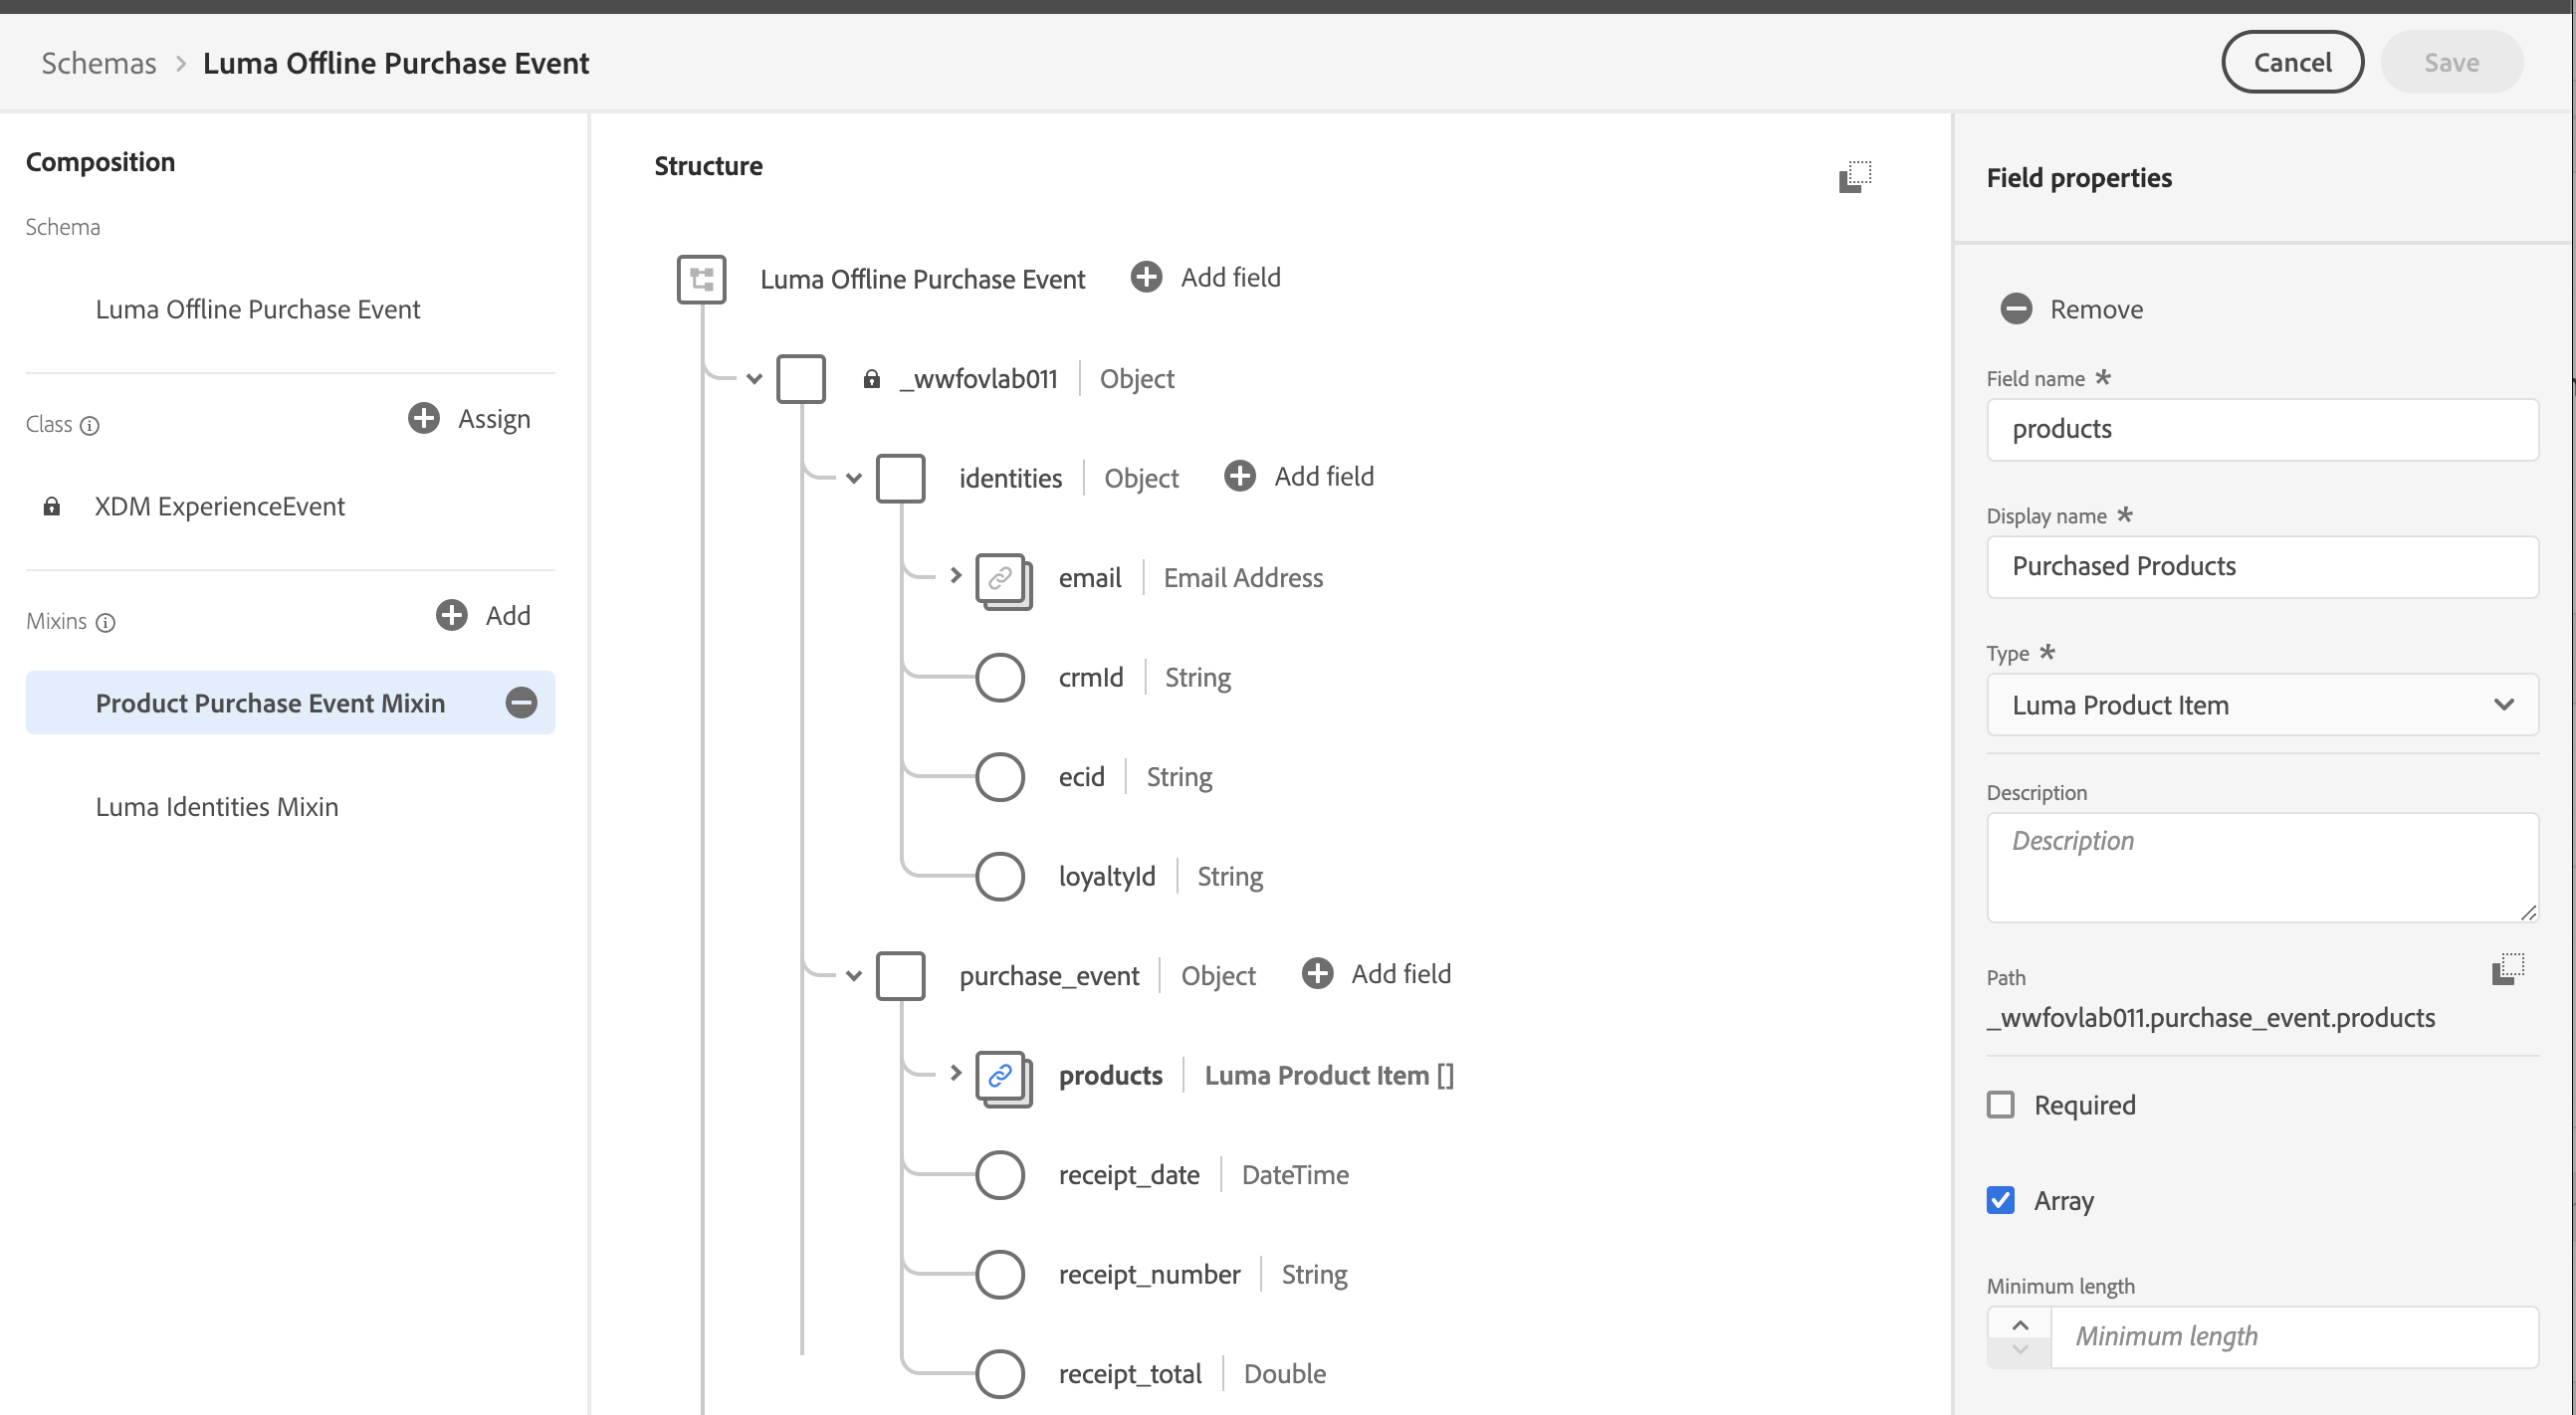 Schemas > Luma Offline Purchase Event
Cancel
Save
Composition
Schema
Luma Offline Purchase Event
Class
Assign
XDM ExperienceEvent
Mixins
Add
Product Purchase Event Mixin
Luma Identities Mixin
Structure
Luma Offline Purchase Event Add field
_wwfovlab011 | Object
identities | Object Add field
email | Email Address
crmId | String
ecid | String
loyaltyId | String
purchase_event | Object Add field
products | Luma Product Item []
receipt_date | DateTime
receipt_number | String
receipt_total | Double
Field properties
Remove
Field name *
products
Display name *
Purchased Products
Type *
Luma Product Item
Description
Description
Path
_wwfovlab011.purchase_event.products
Required
Array
Minimum length
Minimum length